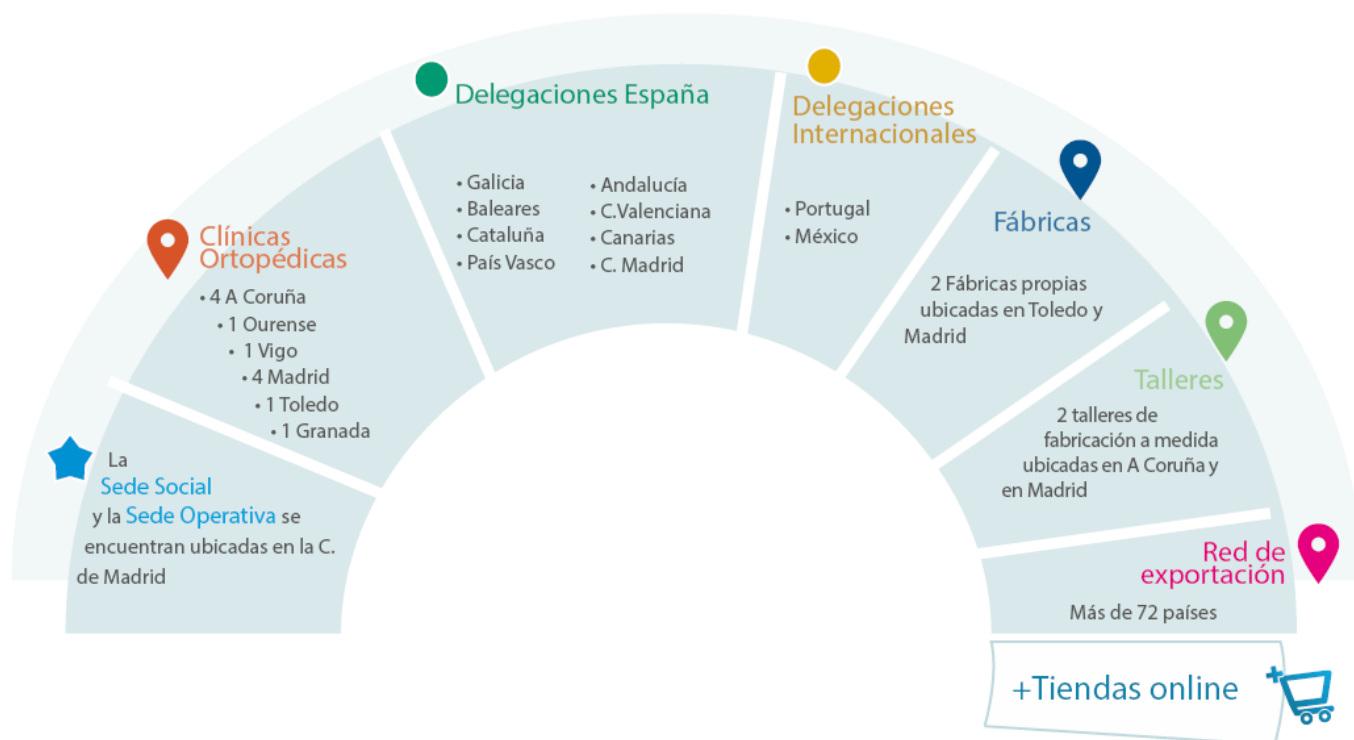 La
Sede Social
y la Sede Operativa se
encuentran ubicadas en la C.
de Madrid
Clínicas
Ortopédicas
• 4 A Coruña
• 1 Ourense
• 1 Vigo
• 4 Madrid
• 1 Toledo
• 1 Granada
Delegaciones España
• Galicia
• Baleares
• Cataluña
• País Vasco
• Andalucía
• C.Valenciana
• Canarias
• C. Madrid
Delegaciones
Internacionales
• Portugal
• México
Fábricas
2 Fábricas propias
ubicadas en Toledo y
Madrid
Talleres
2 talleres de
fabricación a medida
ubicadas en A Coruña y
en Madrid
Red de
exportación
Más de 72 países
+Tiendas online